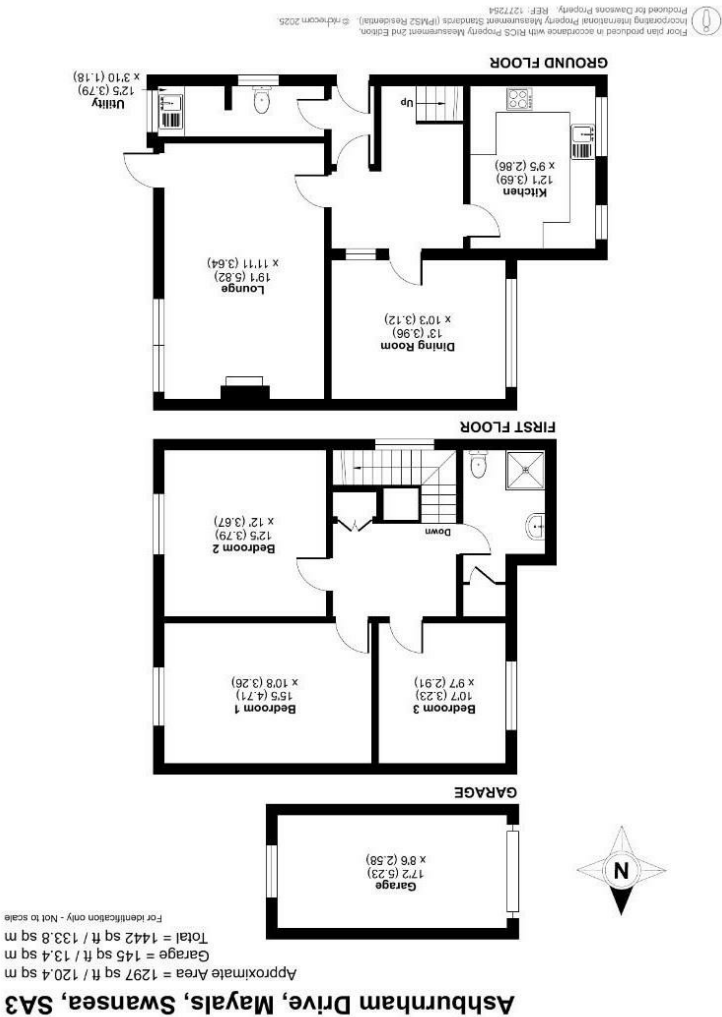 Ashburnham Drive, Mayals, Swansea, SA3
Approximate Area = 1297 sq ft / 120.4 sq m
Garage = 145 sq ft / 13.4 sq m
Total = 1442 sq ft / 133.8 sq m
For identification only - Not to scale
N
Garage
17'2 (5.23)
x 8'6 (2.58)
GARAGE
Bedroom 3
10'7 (3.23)
x 9'7 (2.91)
Bedroom 1
15'5 (4.71)
x 10'8 (3.26)
Down
Bedroom 2
12'5 (3.79)
x 12' (3.67)
FIRST FLOOR
Dining Room
13' (3.96)
x 10'3 (3.12)
Lounge
19'1 (5.82)
x 11'11 (3.64)
Kitchen
12'1 (3.69)
x 9'5 (2.86)
Up
Utility
12'5 (3.79)
x 3'10 (1.18)
GROUND FLOOR
Floor plan produced in accordance with RICS Property Measurement 2nd Edition,
Incorporating International Property Measurement Standards (IPMS2 Residential). © nichecom 2025.
Produced for Dawsons Property. REF: 1277254